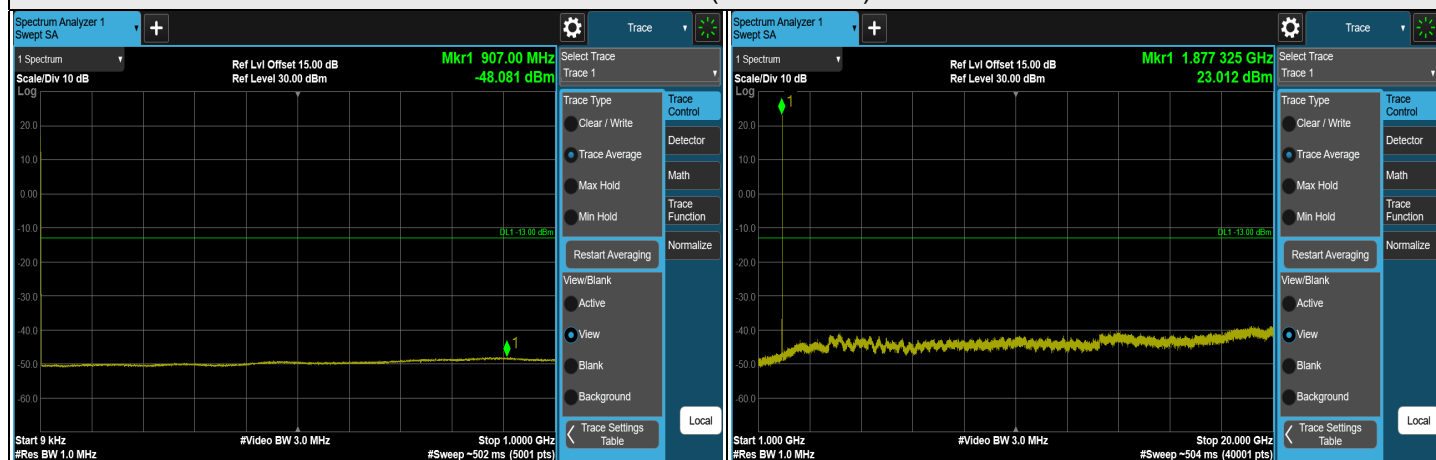 Spectrum Analyzer 1
Swept SA
+
Trace
1 Spectrum
Scale/Div 10 dB
Log
Ref Lvl Offset 15.00 dB
Ref Level 30.00 dBm
Mkr1 907.00 MHz
-48.081 dBm
20.0
10.0
0.00
-10.0
-20.0
-30.0
-40.0
-50.0
-60.0
DL1 -13.00 dBm
1
Start 9 kHz
#Res BW 1.0 MHz
#Video BW 3.0 MHz
Stop 1.0000 GHz
#Sweep ~502 ms (5001 pts)
Select Trace
Trace 1
Trace Type
Clear / Write
Trace Average
Max Hold
Min Hold
Restart Averaging
View/Blank
Active
View
Blank
Background
Trace Settings
Table
Trace
Control
Detector
Math
Trace
Function
Normalize
Local
Spectrum Analyzer 1
Swept SA
+
Trace
1 Spectrum
Scale/Div 10 dB
Log
Ref Lvl Offset 15.00 dB
Ref Level 30.00 dBm
Mkr1 1.877 325 GHz
23.012 dBm
1
20.0
10.0
0.00
-10.0
-20.0
-30.0
-40.0
-50.0
-60.0
DL1 -13.00 dBm
Start 1.000 GHz
#Res BW 1.0 MHz
#Video BW 3.0 MHz
Stop 20.000 GHz
#Sweep ~504 ms (40001 pts)
Select Trace
Trace 1
Trace Type
Clear / Write
Trace Average
Max Hold
Min Hold
Restart Averaging
View/Blank
Active
View
Blank
Background
Trace Settings
Table
Trace
Control
Detector
Math
Trace
Function
Normalize
Local